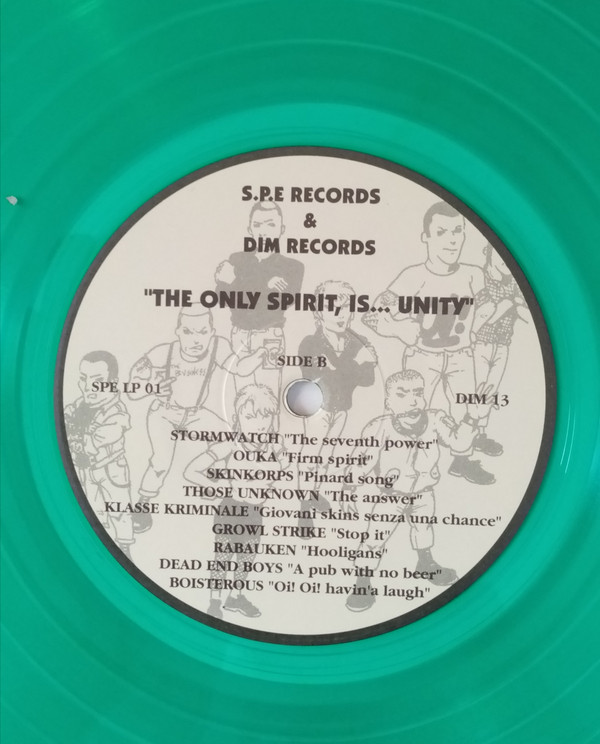 S.P.E RECORDS
&
DIM RECORDS
"THE ONLY SPIRIT, IS... UNITY"
SIDE B
SPE LP 01
DIM 13
STORMWATCH "The seventh power"
OUKA "Firm spirit"
SKINKORPS "Pinard song"
THOSE UNKNOWN "The answer"
KLASSE KRIMINALE "Giovani skins senza una chance"
GROWL STRIKE "Stop it"
RABAUKEN "Hooligans"
DEAD END BOYS "A pub with no beer"
BOISTEROUS "Oi! Oi! havin'a laugh"